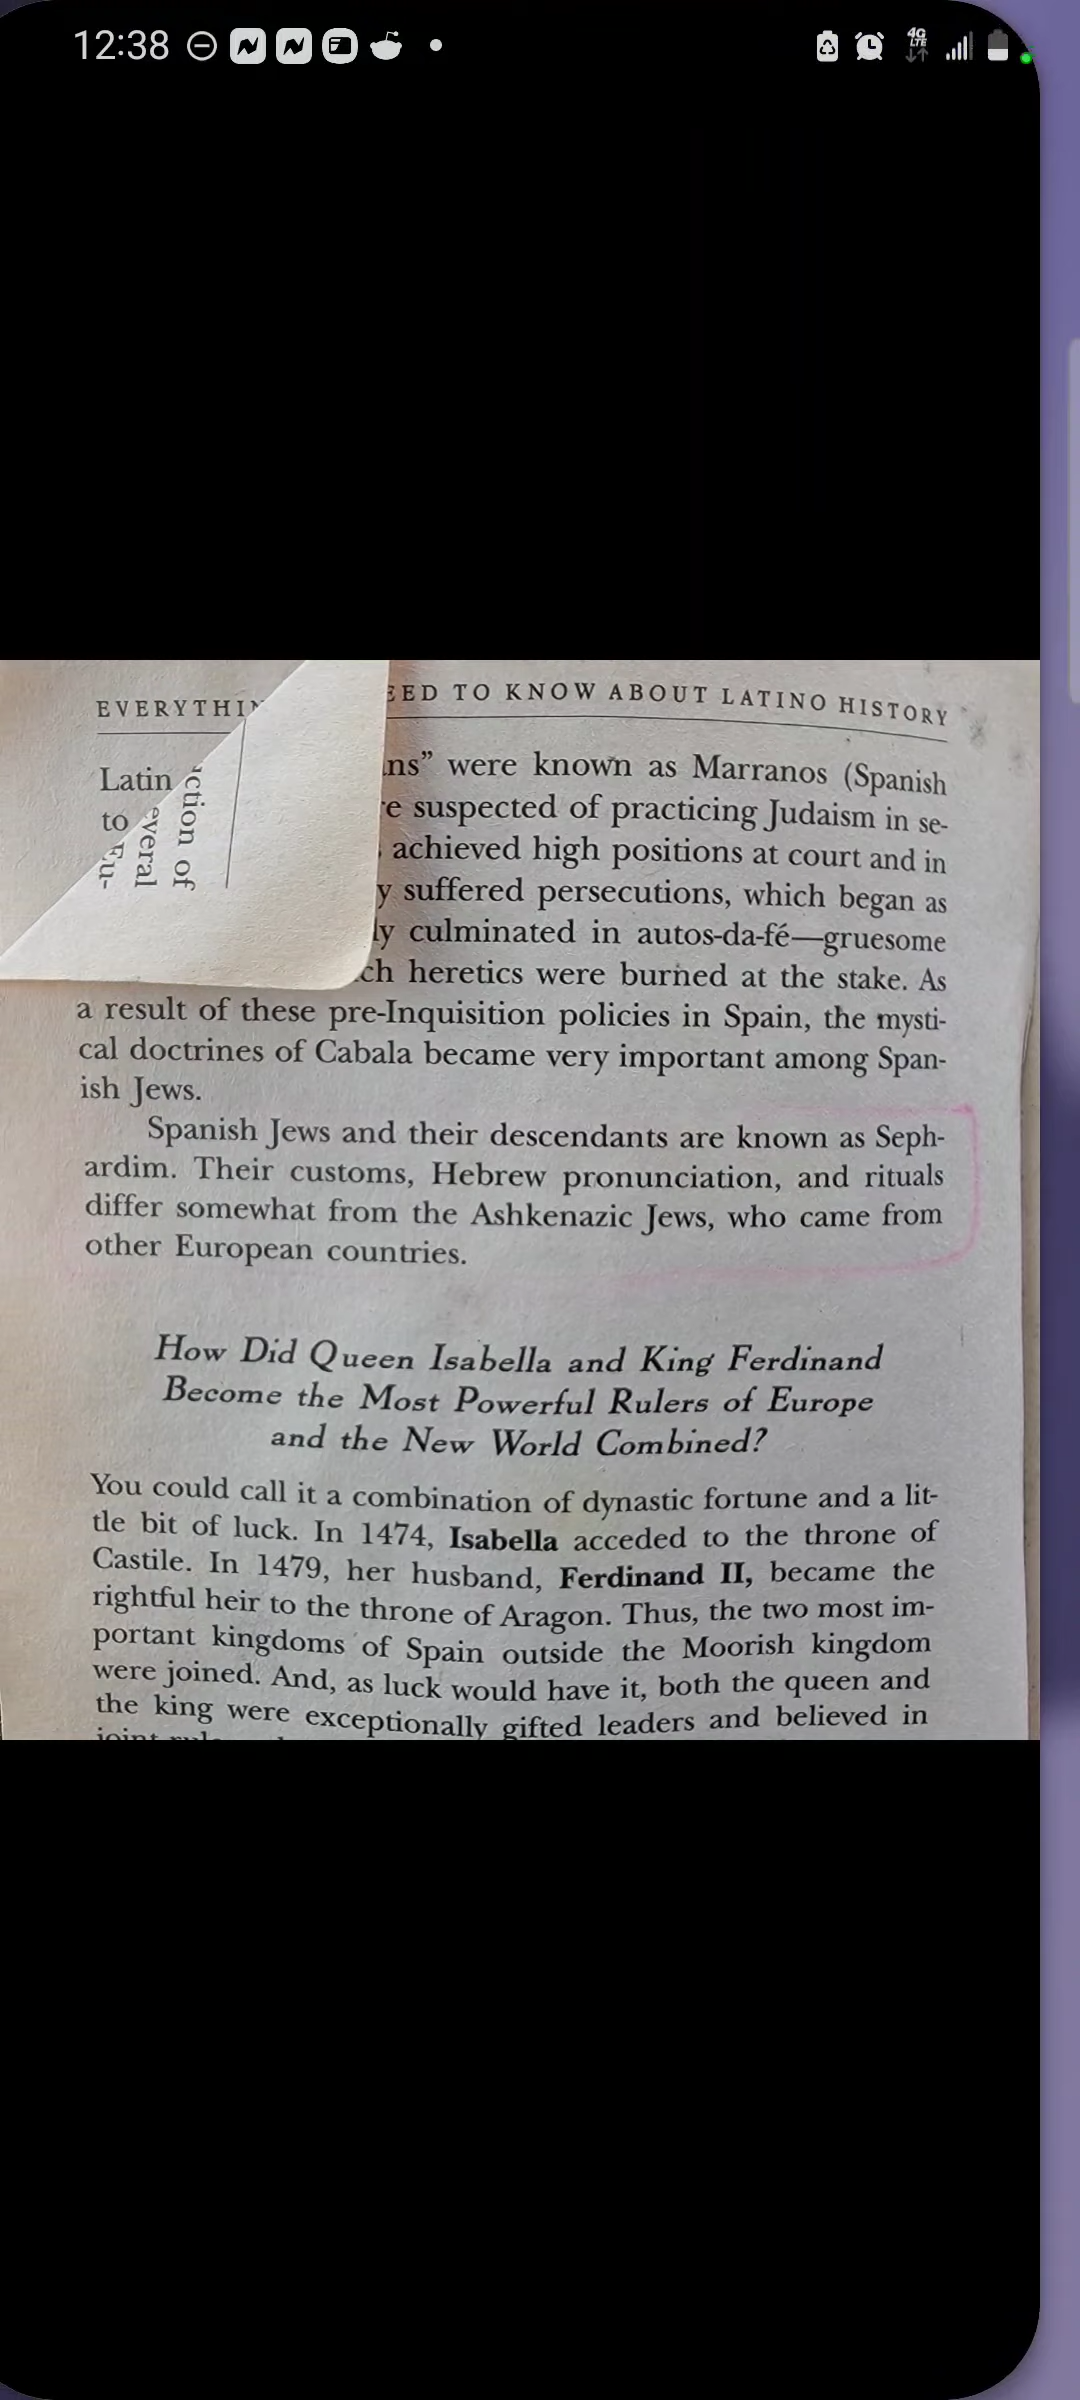 12:38
4G
LTE
EVERYTHIN EED TO KNOW ABOUT LATINO HISTORY
Latin ns” were known as Marranos (Spanish
to e suspected of practicing Judaism in se-
achieved high positions at court and in
y suffered persecutions, which began as
ly culminated in autos-da-fé—gruesome
ch heretics were burned at the stake. As
a result of these pre-Inquisition policies in Spain, the mysti-
cal doctrines of Cabala became very important among Span-
ish Jews.
Spanish Jews and their descendants are known as Seph-
ardim. Their customs, Hebrew pronunciation, and rituals
differ somewhat from the Ashkenazic Jews, who came from
other European countries.
How Did Queen Isabella and King Ferdinand
Become the Most Powerful Rulers of Europe
and the New World Combined?
You could call it a combination of dynastic fortune and a lit-
tle bit of luck. In 1474, Isabella acceded to the throne of
Castile. In 1479, her husband, Ferdinand II, became the
rightful heir to the throne of Aragon. Thus, the two most im-
portant kingdoms of Spain outside the Moorish kingdom
were joined. And, as luck would have it, both the queen and
the king were exceptionally gifted leaders and believed in
joint
ction of
everal
Eu-